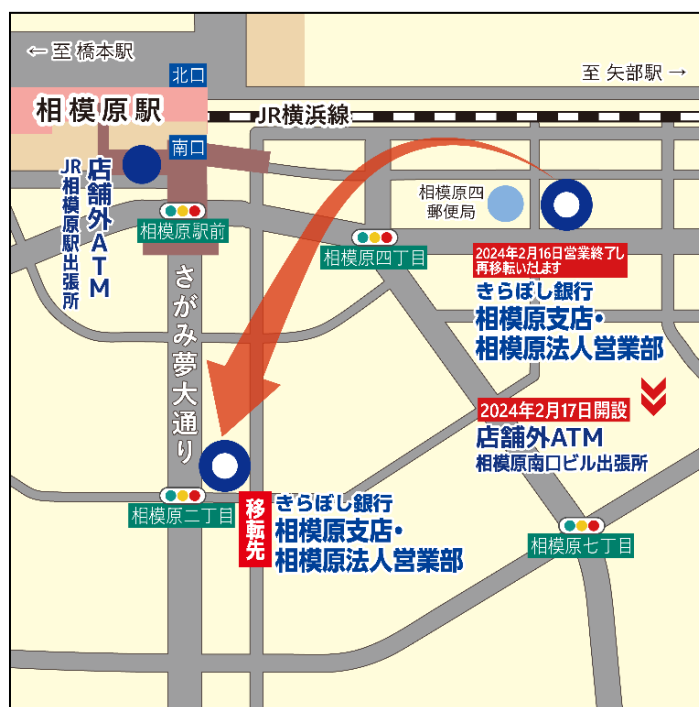 ← 至 橋本駅
北口
至 矢部駅 →
相模原駅
JR横浜線
南口
店舗外ATM
JR相模原駅出張所
相模原四
郵便局
相模原駅前
相模原四丁目
2024年2月16日営業終了し
再移転いたします
きらぼし銀行
相模原支店・
相模原法人営業部
さがみ夢大通り
2024年2月17日開設
店舗外ATM
相模原南口ビル出張所
相模原二丁目
移転先
きらぼし銀行
相模原支店・
相模原法人営業部
相模原七丁目